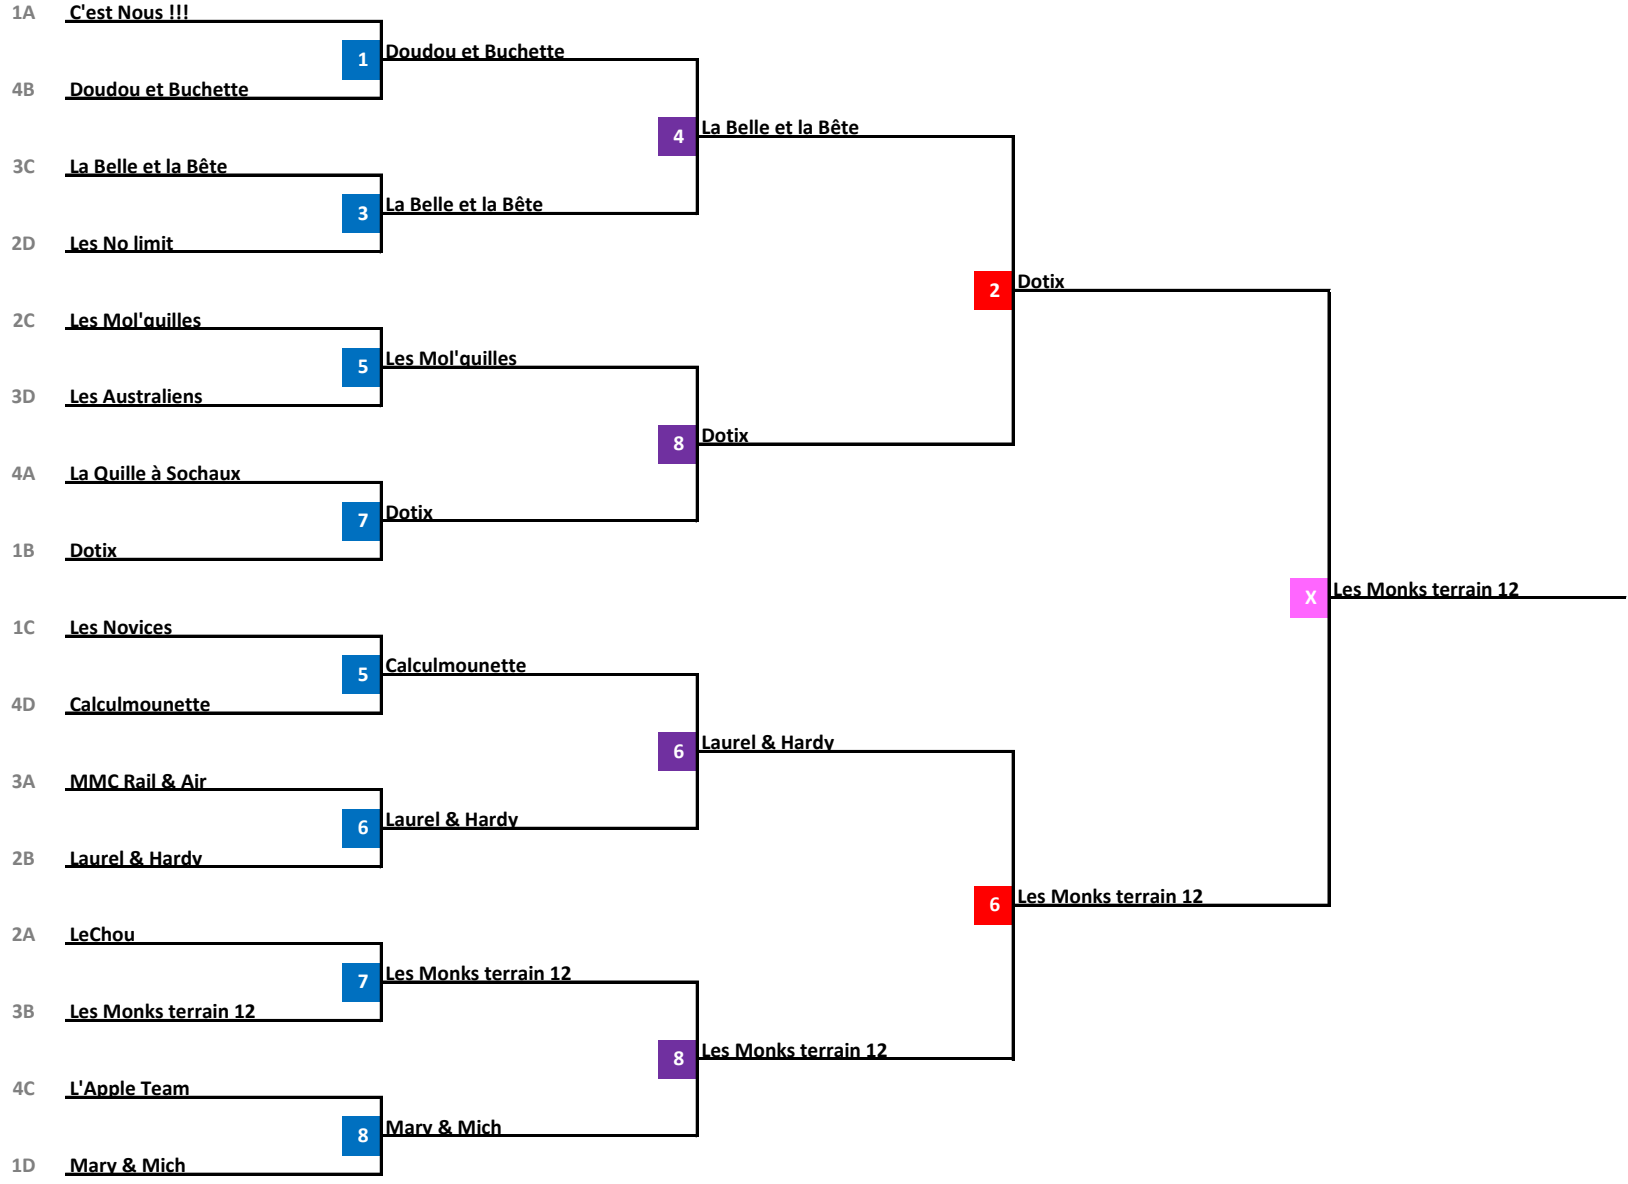 1A C'est Nous !!!
1 Doudou et Buchette
4B Doudou et Buchette
4 La Belle et la Bête
3C La Belle et la Bête
3 La Belle et la Bête
2D Les No limit
2 Dotix
2C Les Mol'quilles
5 Les Mol'quilles
3D Les Australiens
8 Dotix
4A La Quille à Sochaux
7 Dotix
1B Dotix
X Les Monks terrain 12
1C Les Novices
5 Calculmounette
4D Calculmounette
6 Laurel & Hardy
3A MMC Rail & Air
6 Laurel & Hardy
2B Laurel & Hardy
6 Les Monks terrain 12
2A LeChou
7 Les Monks terrain 12
3B Les Monks terrain 12
8 Les Monks terrain 12
4C L'Apple Team
8 Mary & Mich
1D Mary & Mich